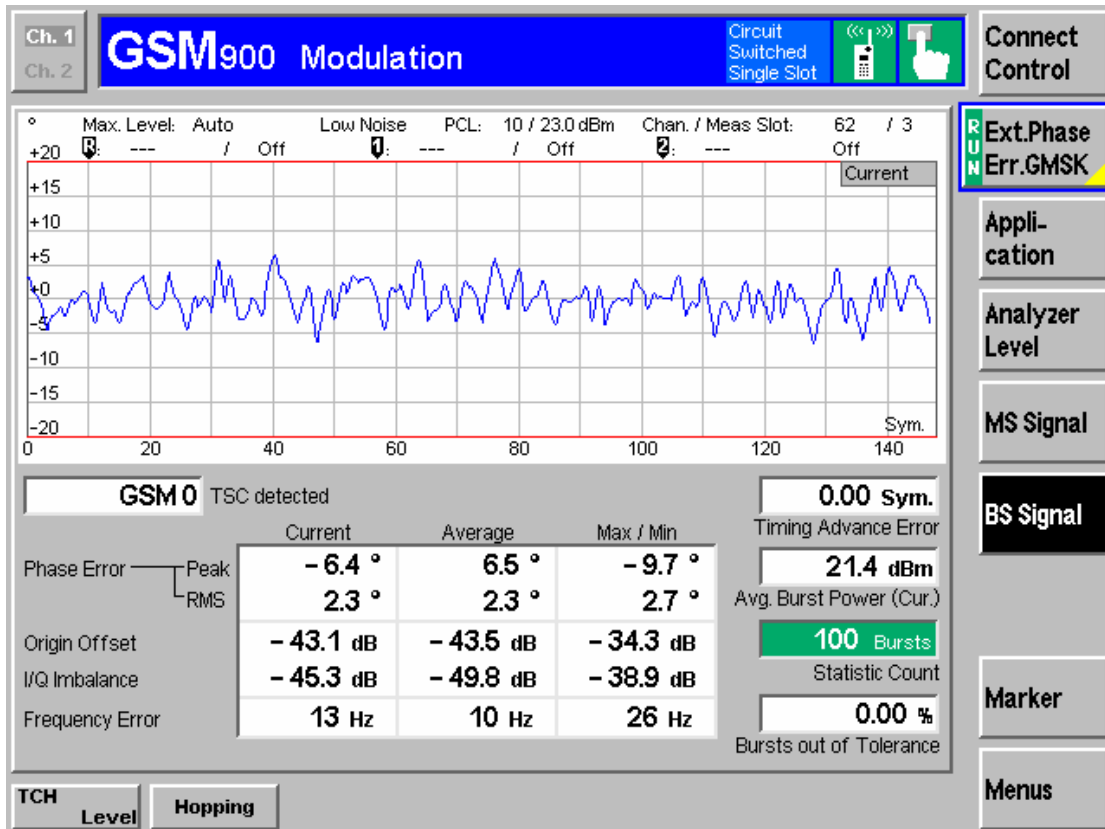 Ch. 1
Ch. 2
GSM900 Modulation
Circuit
Switched
Single Slot
Connect
Control
° Max. Level: Auto Low Noise PCL: 10 / 23.0 dBm Chan. / Meas Slot: 62 / 3
R: --- / Off 1: --- / Off 2: --- Off
Current
+20
+15
+10
+5
+0
-5
-10
-15
-20
Sym.
0 20 40 60 80 100 120 140
RUN
Ext.Phase
Err.GMSK
Appli-
cation
Analyzer
Level
MS Signal
BS Signal
Marker
Menus
GSM 0 TSC detected
0.00 Sym.
Timing Advance Error
Current Average Max / Min
Phase Error Peak - 6.4 ° 6.5 ° - 9.7 °
RMS 2.3 ° 2.3 ° 2.7 °
21.4 dBm
Avg. Burst Power (Cur.)
Origin Offset - 43.1 dB - 43.5 dB - 34.3 dB
I/Q Imbalance - 45.3 dB - 49.8 dB - 38.9 dB
100 Bursts
Statistic Count
Frequency Error 13 Hz 10 Hz 26 Hz
0.00 %
Bursts out of Tolerance
TCH
Level
Hopping